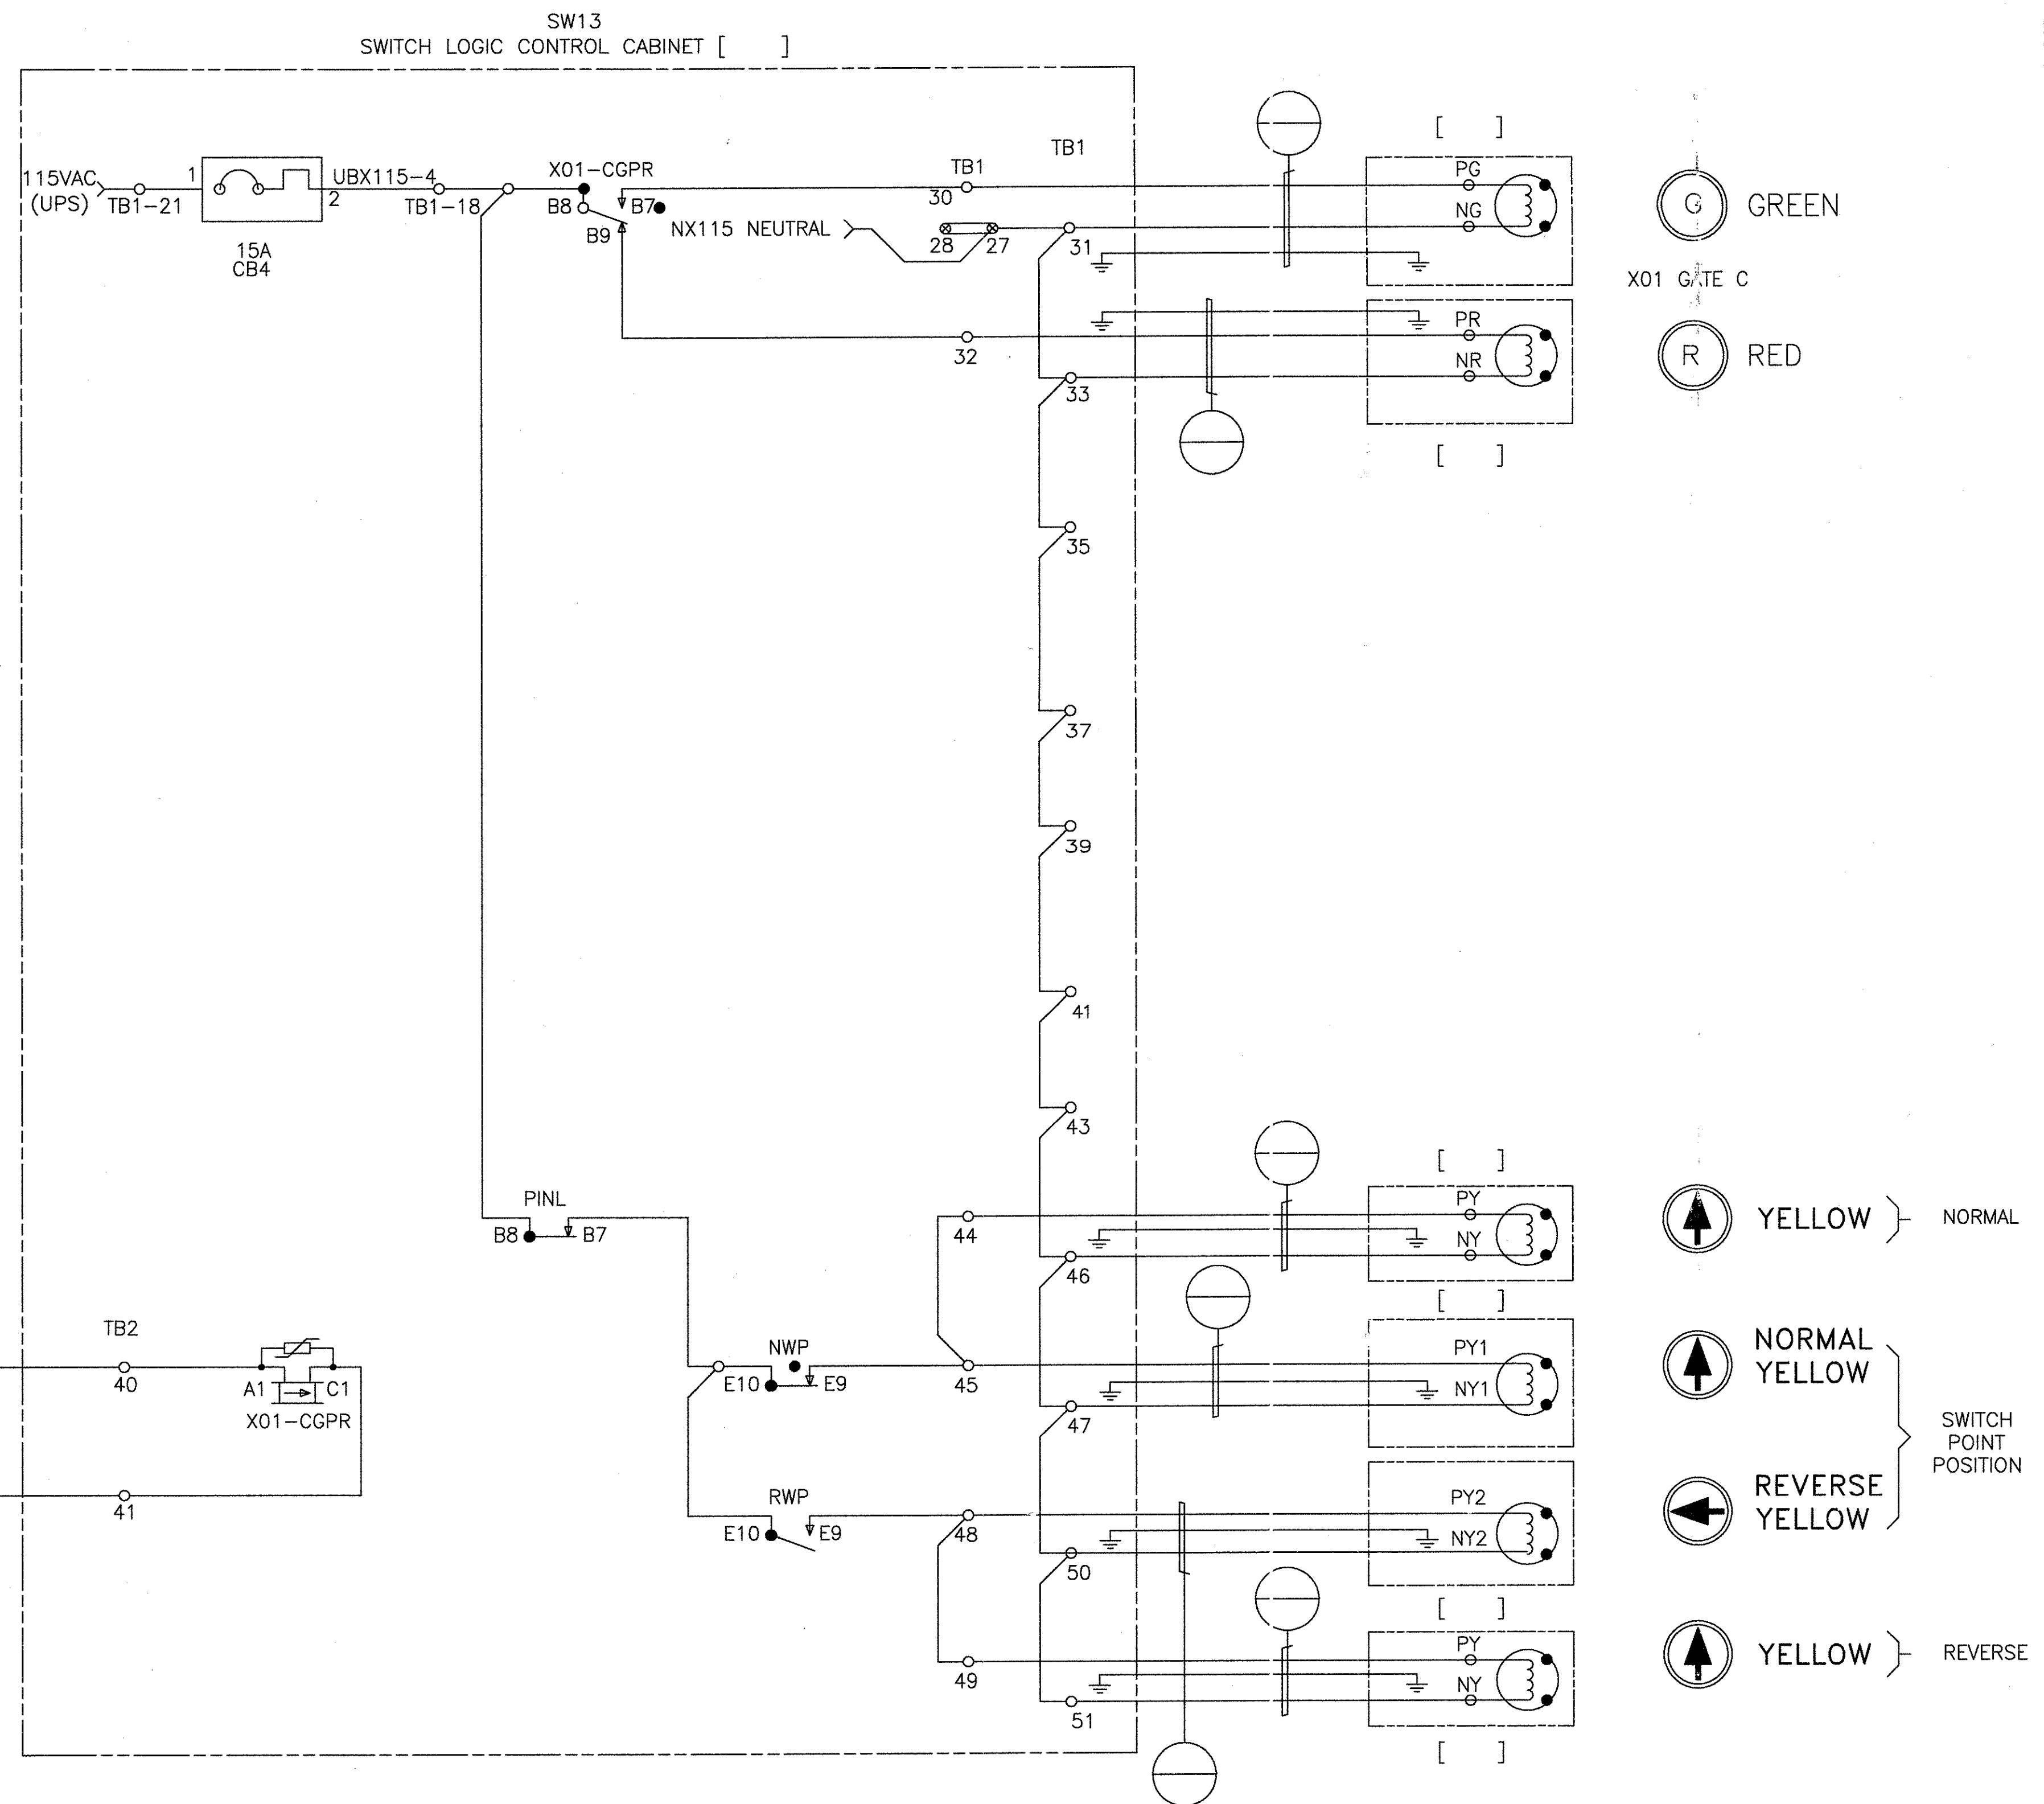 SW13
SWITCH LOGIC CONTROL CABINET [ ]
115VAC
(UPS)
TB1-21
1
2
15A
CB4
UBX115-4
TB1-18
X01-CGPR
B8
B7
B9
NX115 NEUTRAL
TB1
30
28
27
TB1
31
[ ]
PG
NG
G
GREEN
X01 GATE C
32
33
PR
NR
R
RED
[ ]
35
37
39
41
43
PINL
B8
B7
44
46
[ ]
PY
NY
YELLOW
NORMAL
[ ]
TB2
40
A1
C1
X01-CGPR
41
NWP
E10
E9
45
47
PY1
NY1
NORMAL
YELLOW
SWITCH
POINT
POSITION
RWP
E10
E9
48
50
PY2
NY2
REVERSE
YELLOW
[ ]
49
51
PY
NY
YELLOW
REVERSE
[ ]